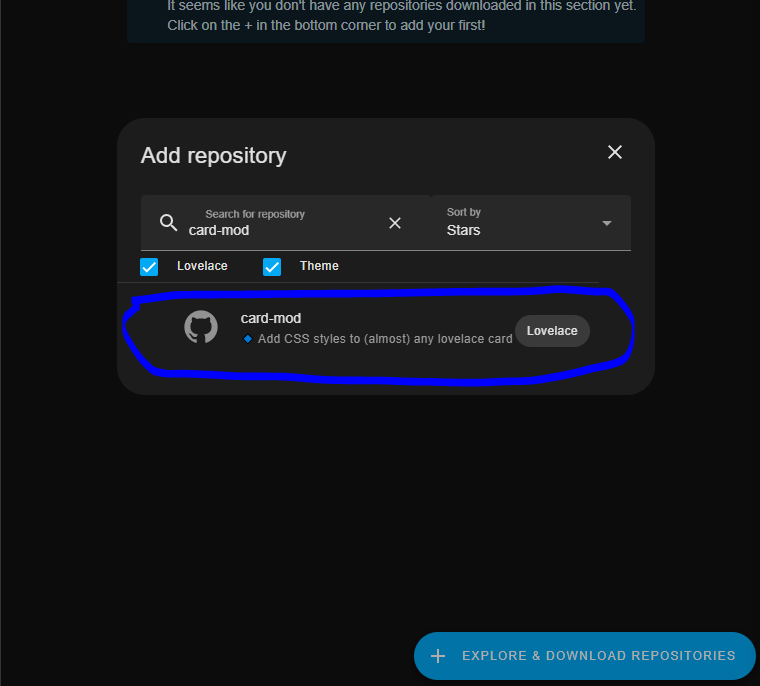 It seems like you don't have any repositories downloaded in this section yet.
Click on the + in the bottom corner to add your first!
Add repository
Search for repository
card-mod
Sort by
Stars
Lovelace
Theme
card-mod
Add CSS styles to (almost) any lovelace card
Lovelace
EXPLORE & DOWNLOAD REPOSITORIES